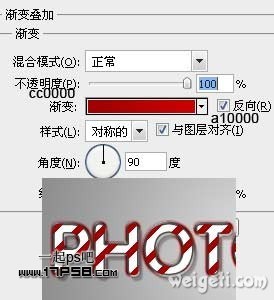 渐变叠加
渐变
混合模式(O): 正常
不透明度(P): 100 %
cc0000
渐变: 反向(R)
a10000
样式(L): 对称的 与图层对齐(I)
角度(N): 90 度
%
PHOTO
一起ps吧
www.17PSB.com
weigeti.com